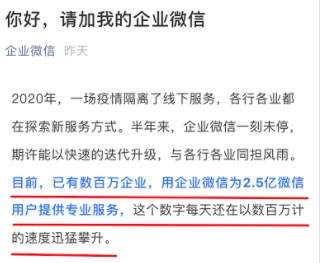 你好，请加我的企业微信
企业微信 昨天
2020年，一场疫情隔离了线下服务，各行各业都
在探索新服务方式。半年来，企业微信一刻未停，
期许能以快速的迭代升级，与各行各业同担风雨。
目前，已有数百万企业，用企业微信为2.5亿微信
用户提供专业服务，这个数字每天还在以数百万计
的速度迅猛攀升。